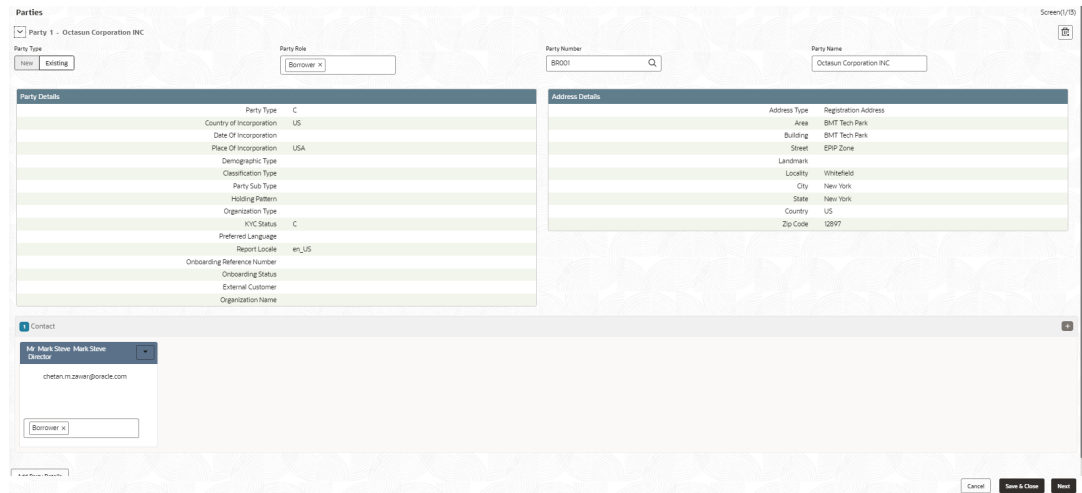 Parties
Screen(1/13)
Party 1 - Octasun Corporation INC
Party Type
Party Role
Party Number
Party Name
New Existing
Borrower ×
BR001
Octasun Corporation INC
Party Details
Party Type C
Country of Incorporation US
Date Of Incorporation
Place Of Incorporation USA
Demographic Type
Classification Type
Party Sub Type
Holding Pattern
Organization Type
KYC Status C
Preferred Language
Report Locale en_US
Onboarding Reference Number
Onboarding Status
External Customer
Organization Name
Address Details
Address Type Registration Address
Area BMT Tech Park
Building BMT Tech Park
Street EPIP Zone
Landmark
Locality Whitefield
City New York
State New York
Country US
Zip Code 12897
1 Contact
Mr Mark Steve Mark Steve
Director
chetan.m.zawar@oracle.com
Borrower ×
Add Party Details
Cancel Save & Close Next